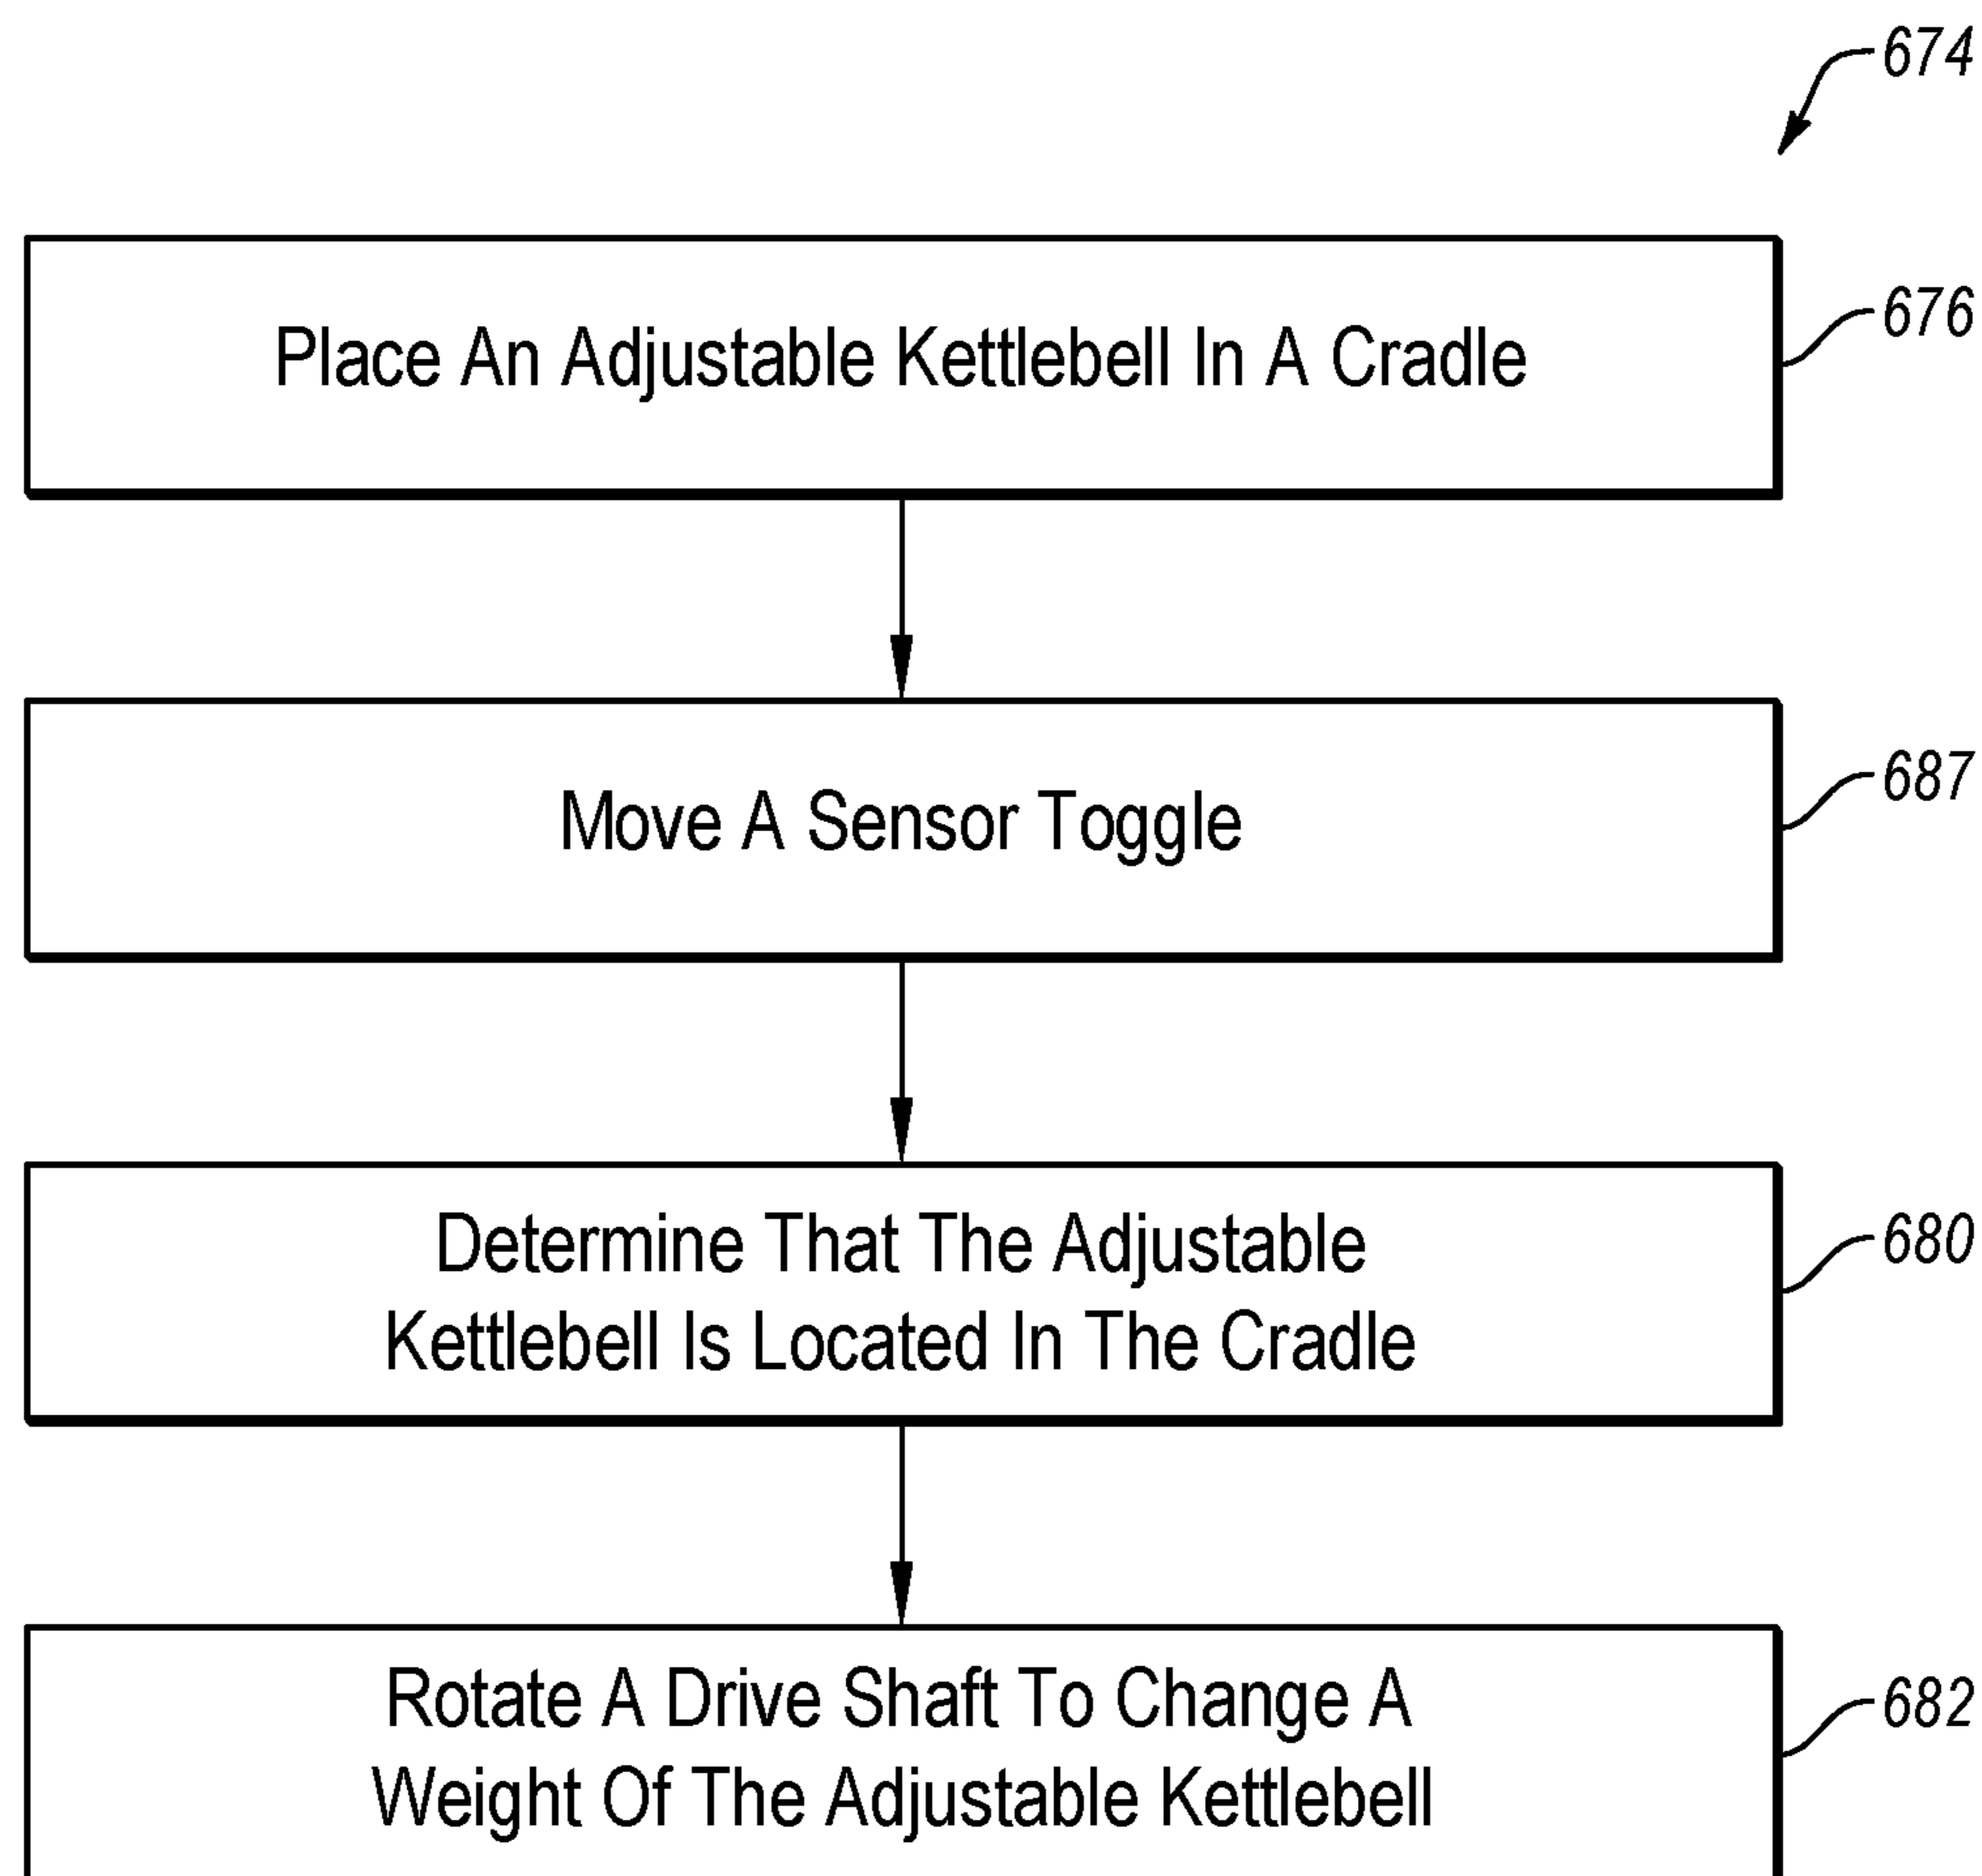 674
Place An Adjustable Kettlebell In A Cradle
676
Move A Sensor Toggle
687
Determine That The Adjustable
Kettlebell Is Located In The Cradle
680
Rotate A Drive Shaft To Change A
Weight Of The Adjustable Kettlebell
682